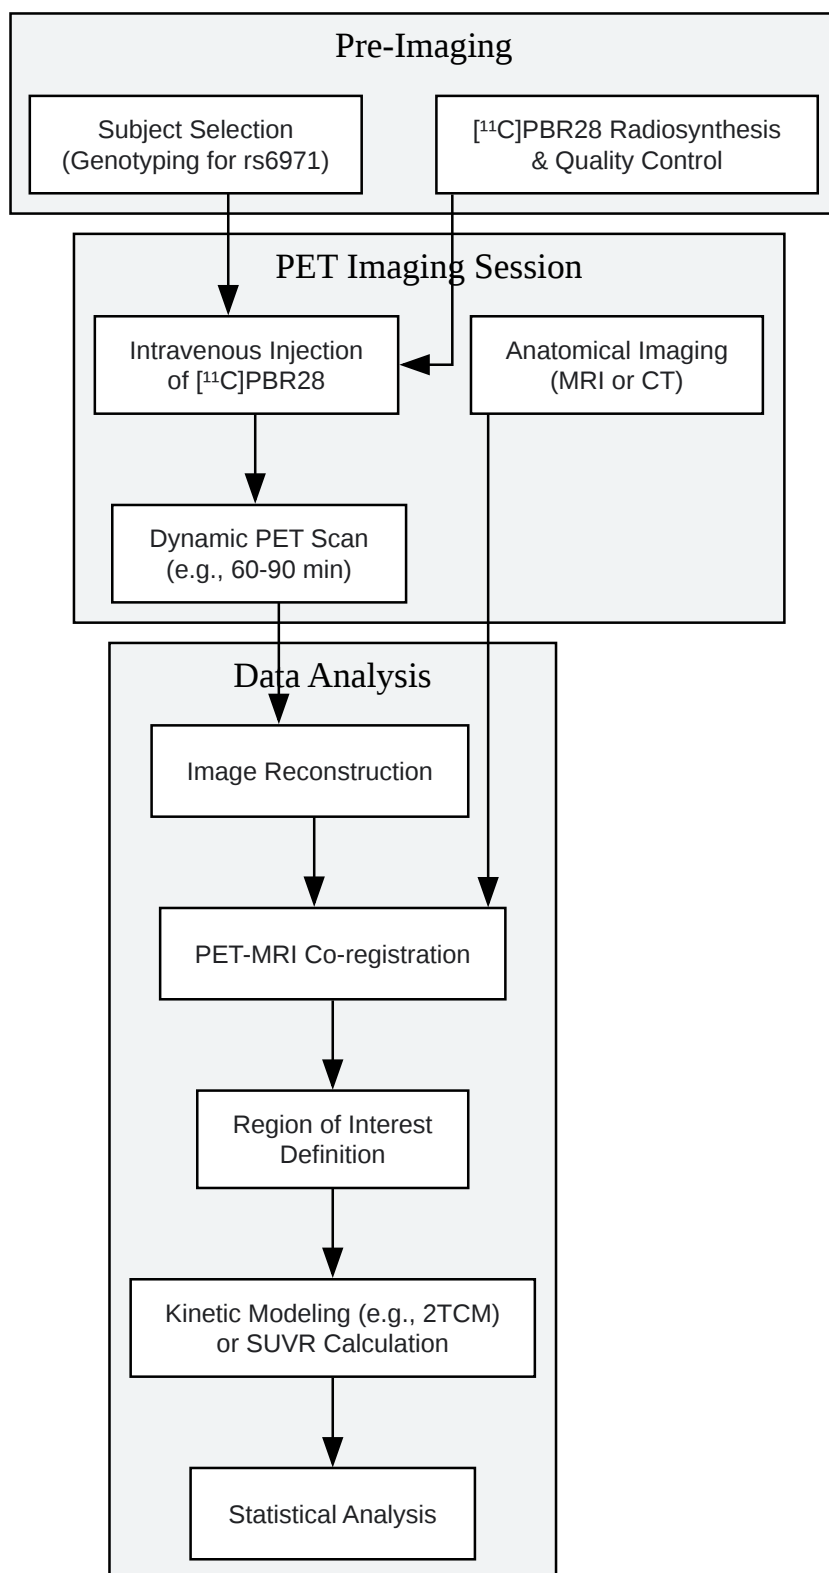 Pre-Imaging
Subject Selection
(Genotyping for rs6971)
[¹¹C]PBR28 Radiosynthesis
& Quality Control
PET Imaging Session
Intravenous Injection
of [¹¹C]PBR28
Anatomical Imaging
(MRI or CT)
Dynamic PET Scan
(e.g., 60-90 min)
Data Analysis
Image Reconstruction
PET-MRI Co-registration
Region of Interest
Definition
Kinetic Modeling (e.g., 2TCM)
or SUVR Calculation
Statistical Analysis